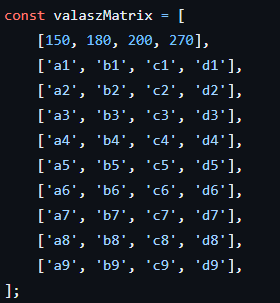 const valaszMatrix = [
    [150, 180, 200, 270],
    ['a1', 'b1', 'c1', 'd1'],
    ['a2', 'b2', 'c2', 'd2'],
    ['a3', 'b3', 'c3', 'd3'],
    ['a4', 'b4', 'c4', 'd4'],
    ['a5', 'b5', 'c5', 'd5'],
    ['a6', 'b6', 'c6', 'd6'],
    ['a7', 'b7', 'c7', 'd7'],
    ['a8', 'b8', 'c8', 'd8'],
    ['a9', 'b9', 'c9', 'd9'],
];